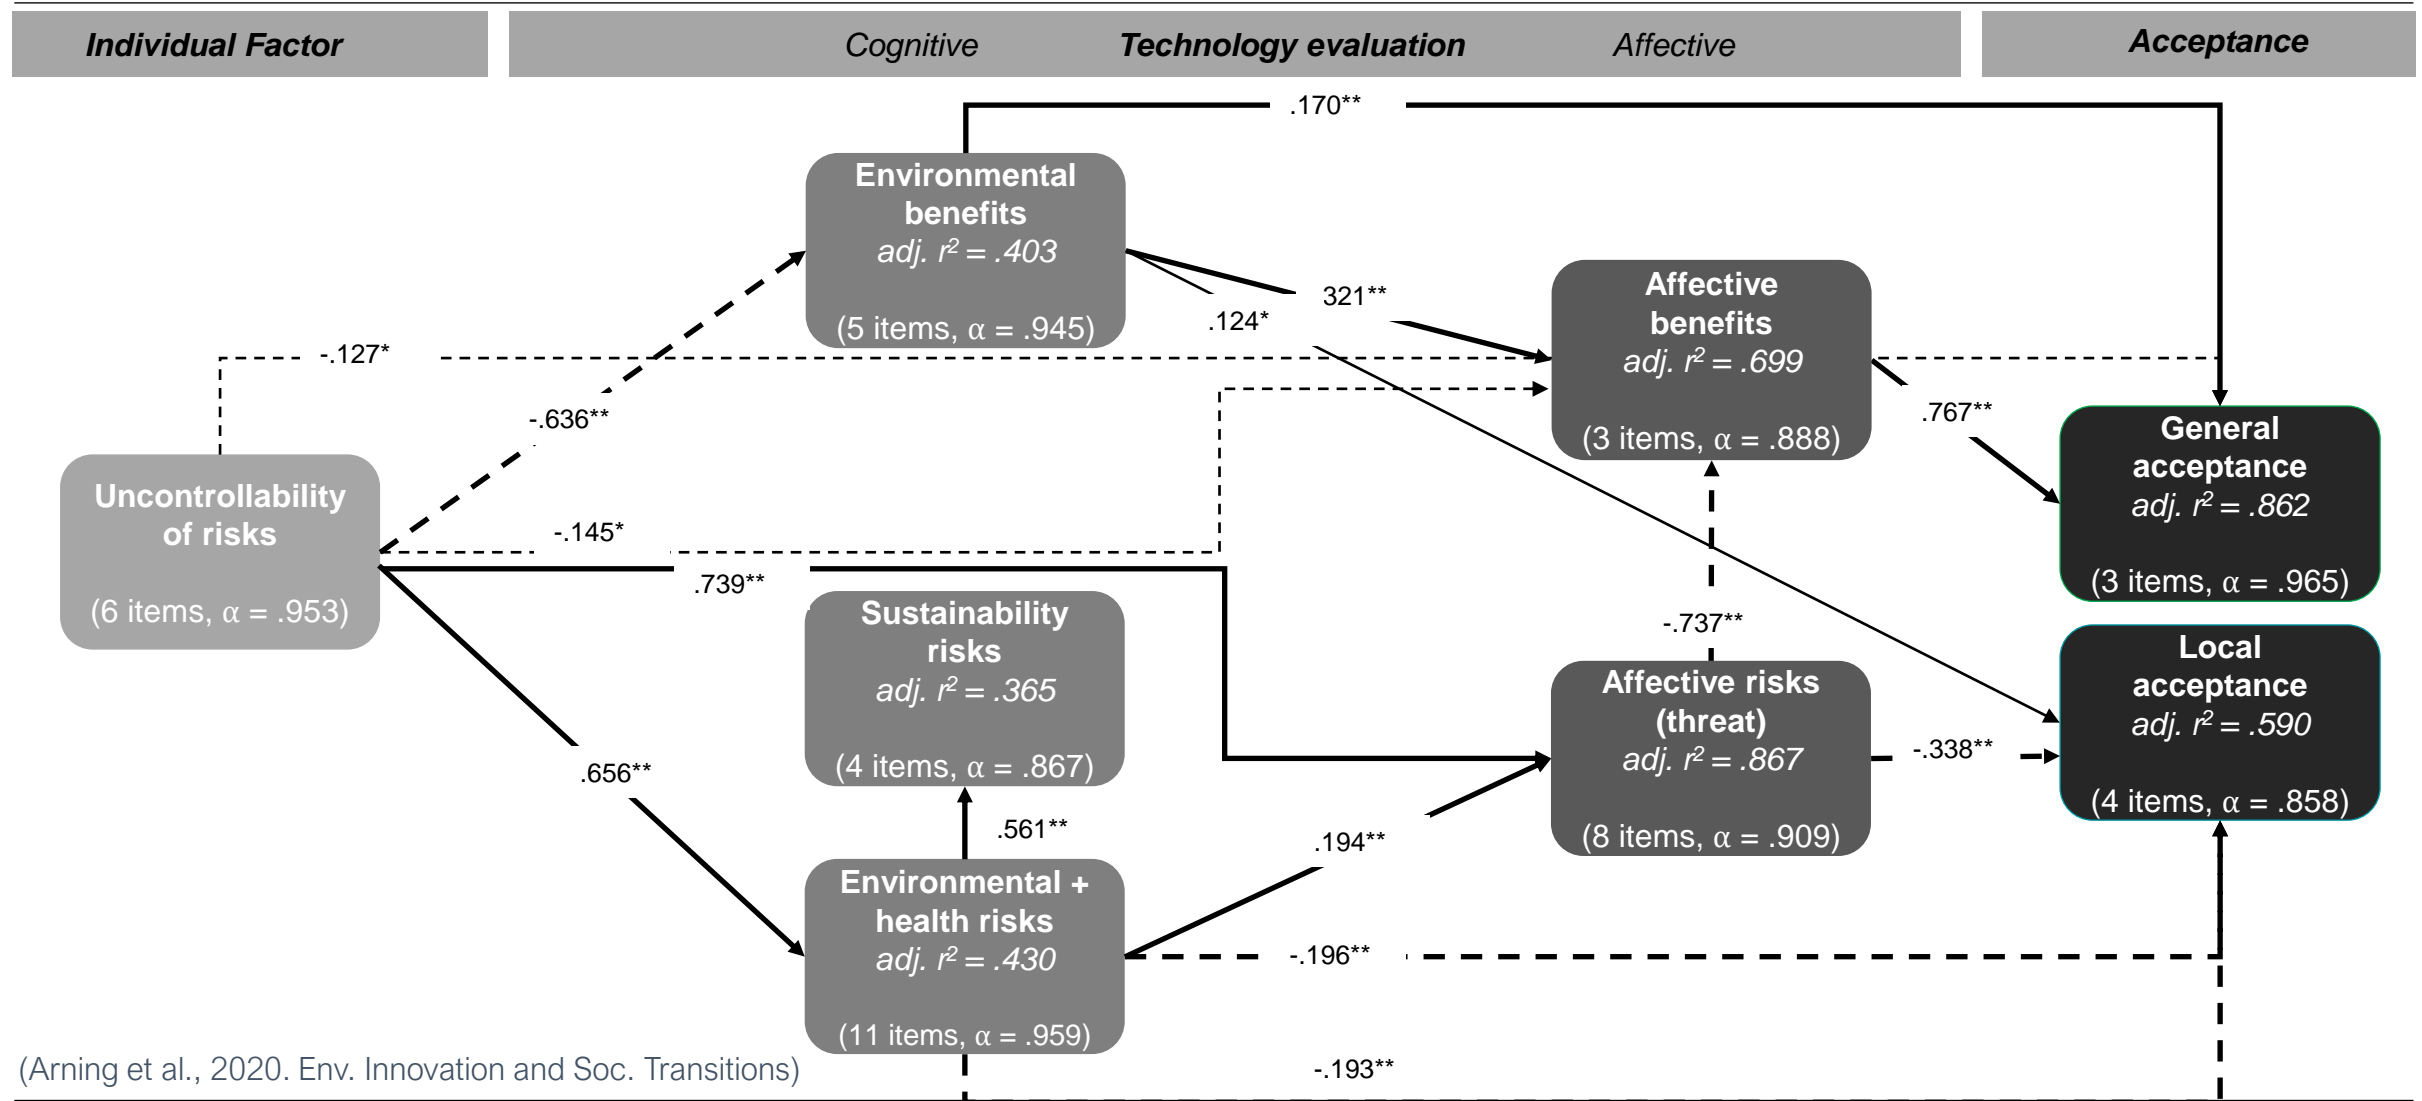 Individual Factor
Cognitive
Technology evaluation
Affective
Acceptance
.170**
Environmental
benefits
adj. r² = .403
(5 items, α = .945)
321**
.124*
Affective
benefits
adj. r² = .699
(3 items, α = .888)
-.127*
-.636**
.767**
General
acceptance
adj. r² = .862
(3 items, α = .965)
Uncontrollability
of risks
(6 items, α = .953)
-.145*
.739**
Sustainability
risks
adj. r² = .365
(4 items, α = .867)
-.737**
Affective risks
(threat)
adj. r² = .867
(8 items, α = .909)
-.338**
Local
acceptance
adj. r² = .590
(4 items, α = .858)
.656**
.561**
.194**
Environmental +
health risks
adj. r² = .430
(11 items, α = .959)
-.196**
-.193**
(Arning et al., 2020. Env. Innovation and Soc. Transitions)